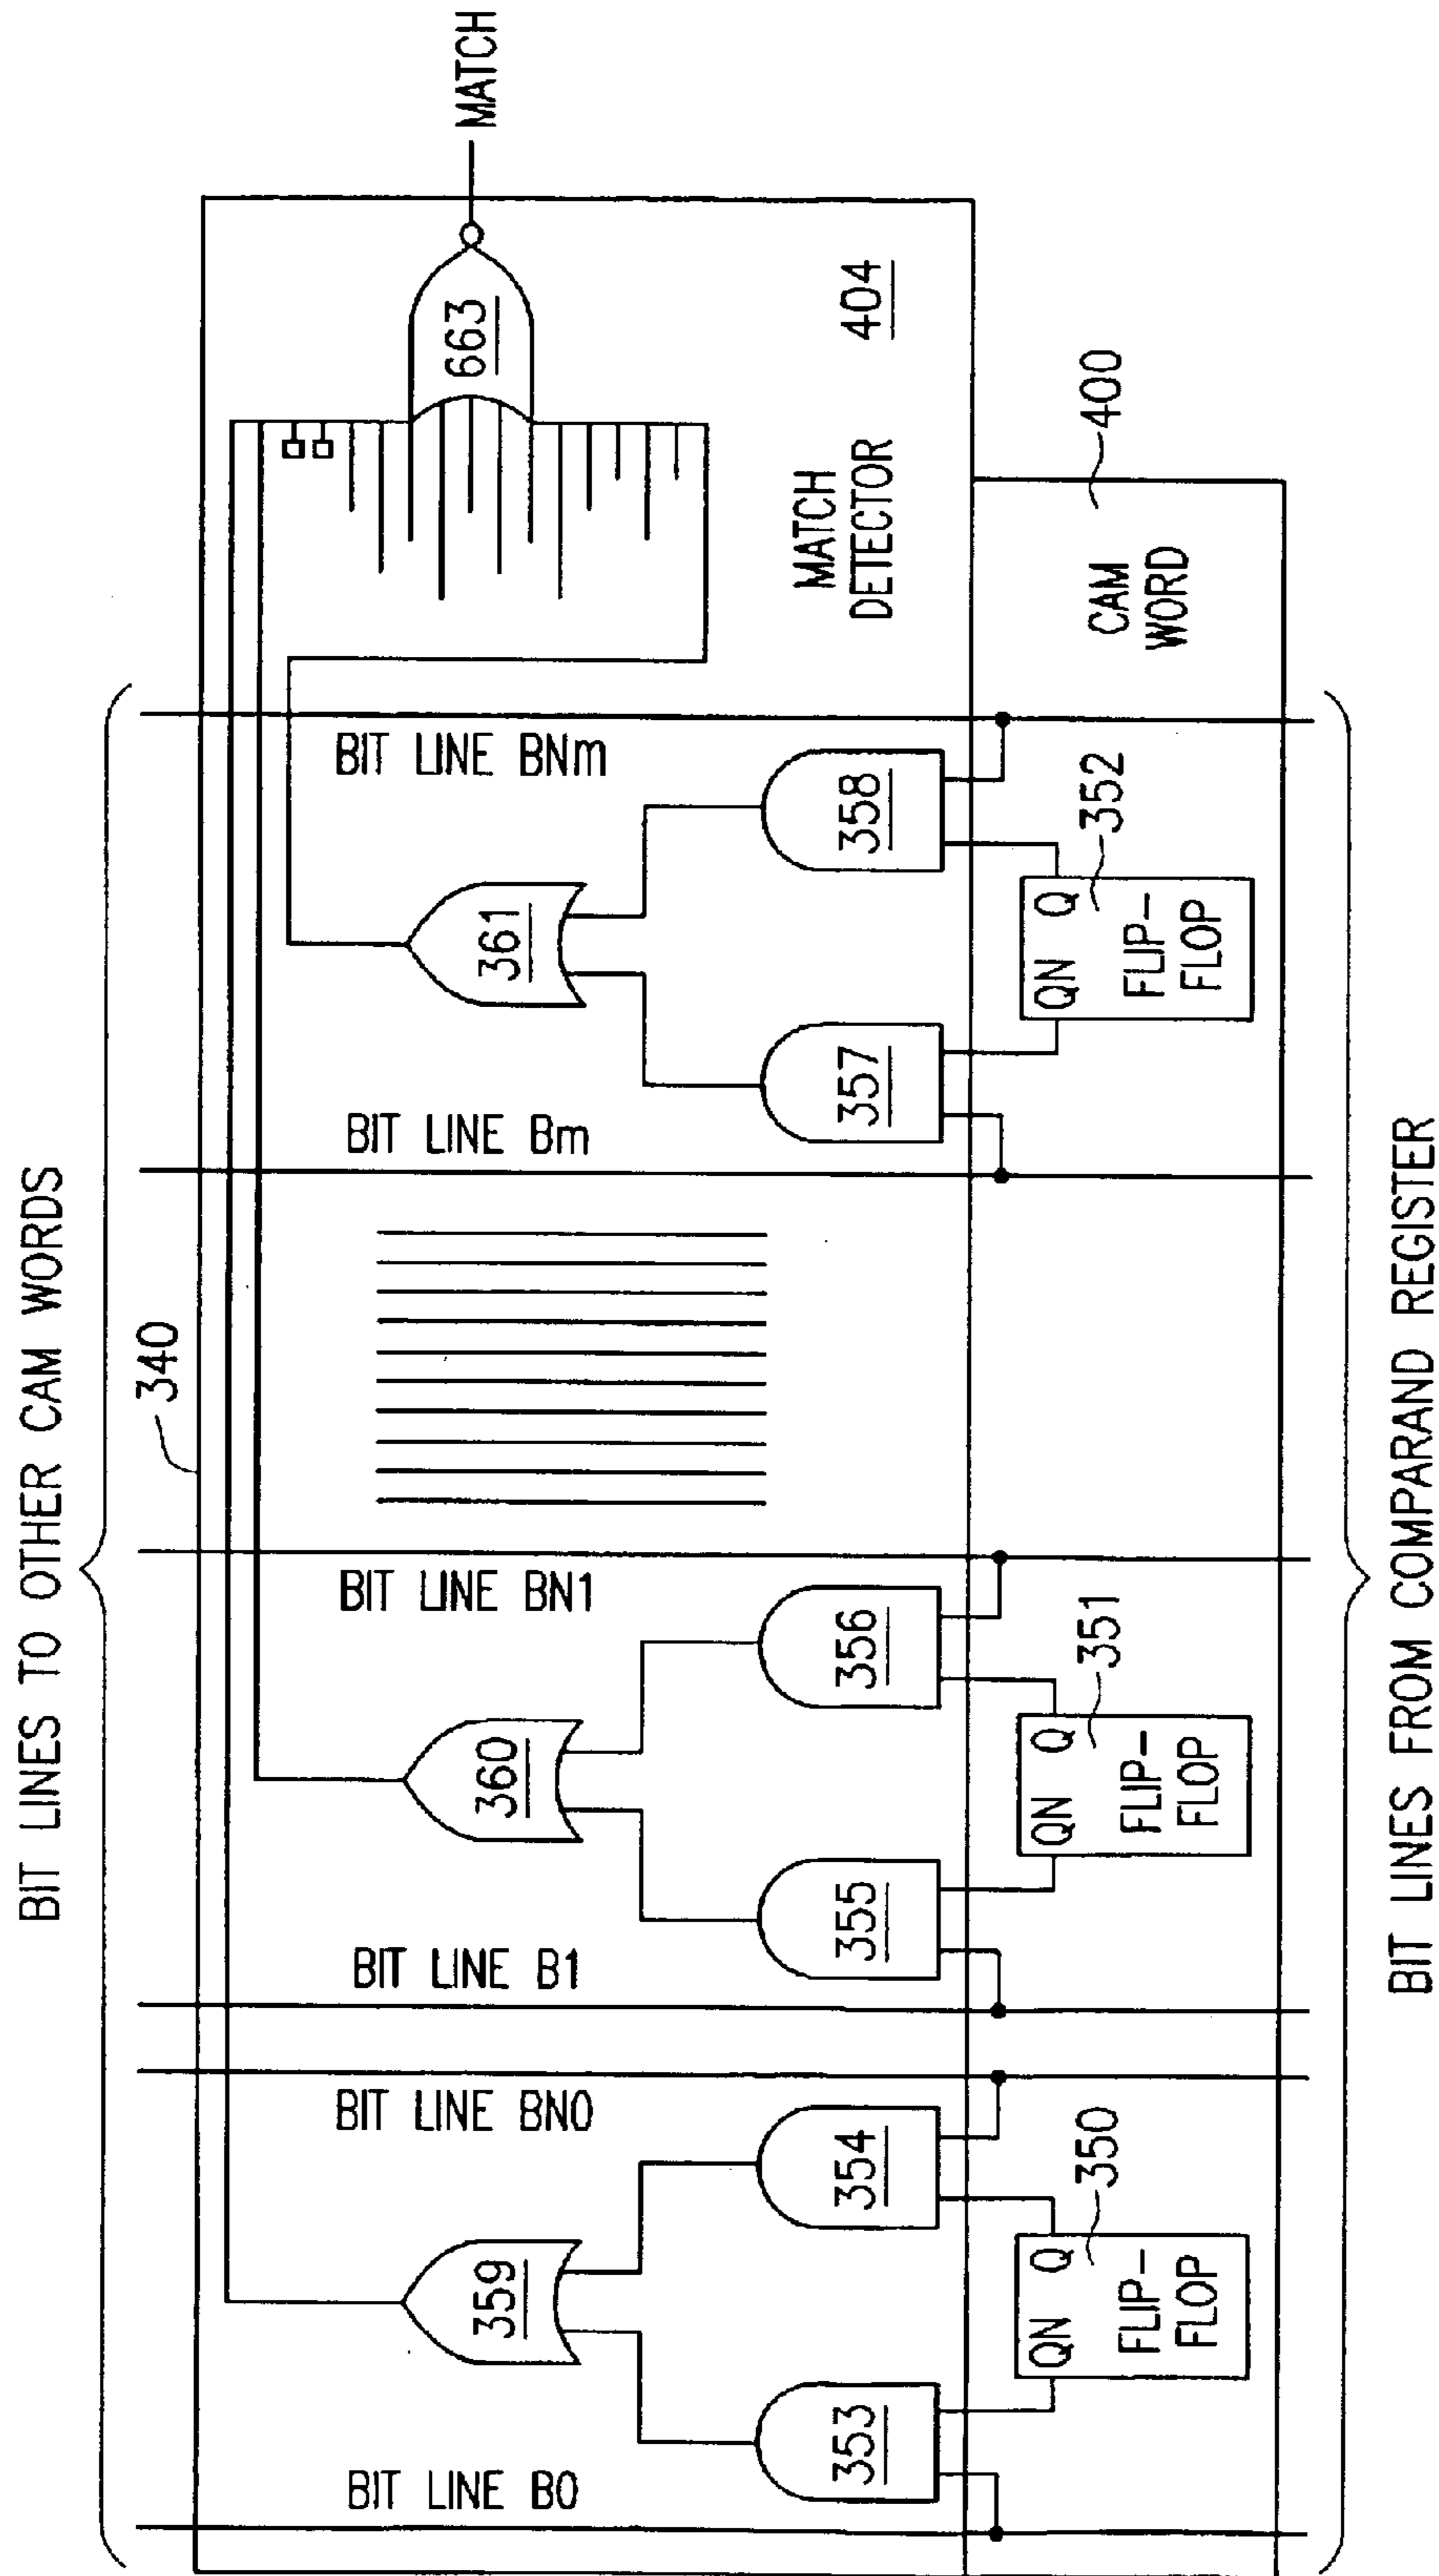 BIT LINES TO OTHER CAM WORDS
340
MATCH
663
404
MATCH
DETECTOR
400
CAM
WORD
BIT LINE B0
BIT LINE BN0
BIT LINE B1
BIT LINE BN1
BIT LINE Bm
BIT LINE BNm
359
360
361
353
354
355
356
357
358
QN Q
350
FLIP-
FLOP
QN Q
351
FLIP-
FLOP
QN Q
352
FLIP-
FLOP
BIT LINES FROM COMPARAND REGISTER